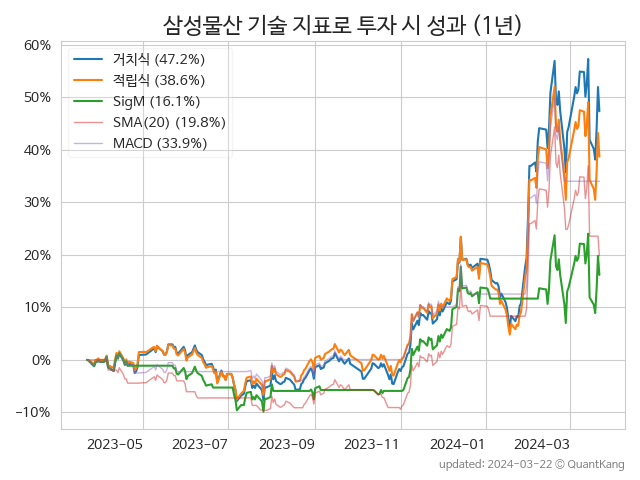 삼성물산 기술 지표로 투자 시 성과 (1년)
60%
50%
40%
30%
20%
10%
0%
−10%
거치식 (47.2%)
적립식 (38.6%)
SigM (16.1%)
SMA(20) (19.8%)
MACD (33.9%)
2023-05 2023-07 2023-09 2023-11 2024-01 2024-03
updated: 2024-03-22 © QuantKang